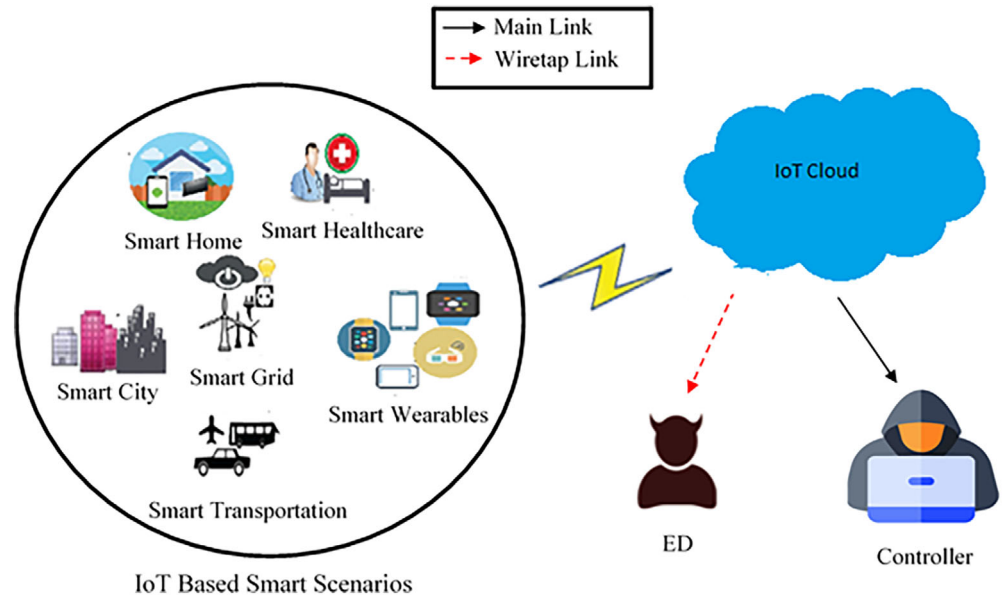 Main Link
Wiretap Link
IoT Cloud
Smart Home
Smart Healthcare
Smart City
Smart Grid
Smart Wearables
Smart Transportation
ED
Controller
IoT Based Smart Scenarios